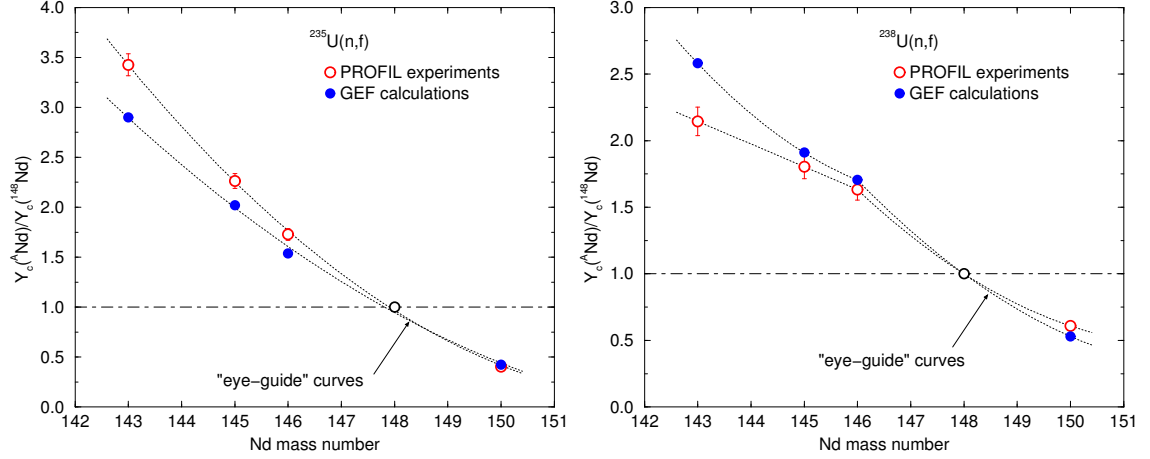 235U(n,f)
PROFIL experiments
GEF calculations
"eye−guide" curves
Yc(ANd)/Yc(148Nd)
4.0
3.5
3.0
2.5
2.0
1.5
1.0
0.5
0.0
142 143 144 145 146 147 148 149 150 151
Nd mass number
238U(n,f)
PROFIL experiments
GEF calculations
"eye−guide" curves
Yc(ANd)/Yc(148Nd)
3.0
2.5
2.0
1.5
1.0
0.5
0.0
142 143 144 145 146 147 148 149 150 151
Nd mass number